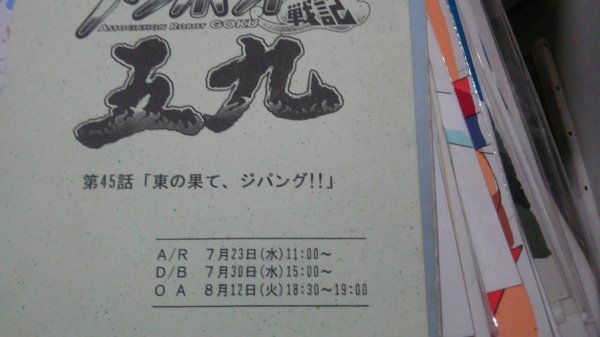 戦記
ASSOCIATION ROBOT GOKU
五九
第45話「東の果て、ジパング!!」
A/R 7月23日(水)11:00～
D/B 7月30日(水)15:00～
O A 8月12日(火)18:30～19:00